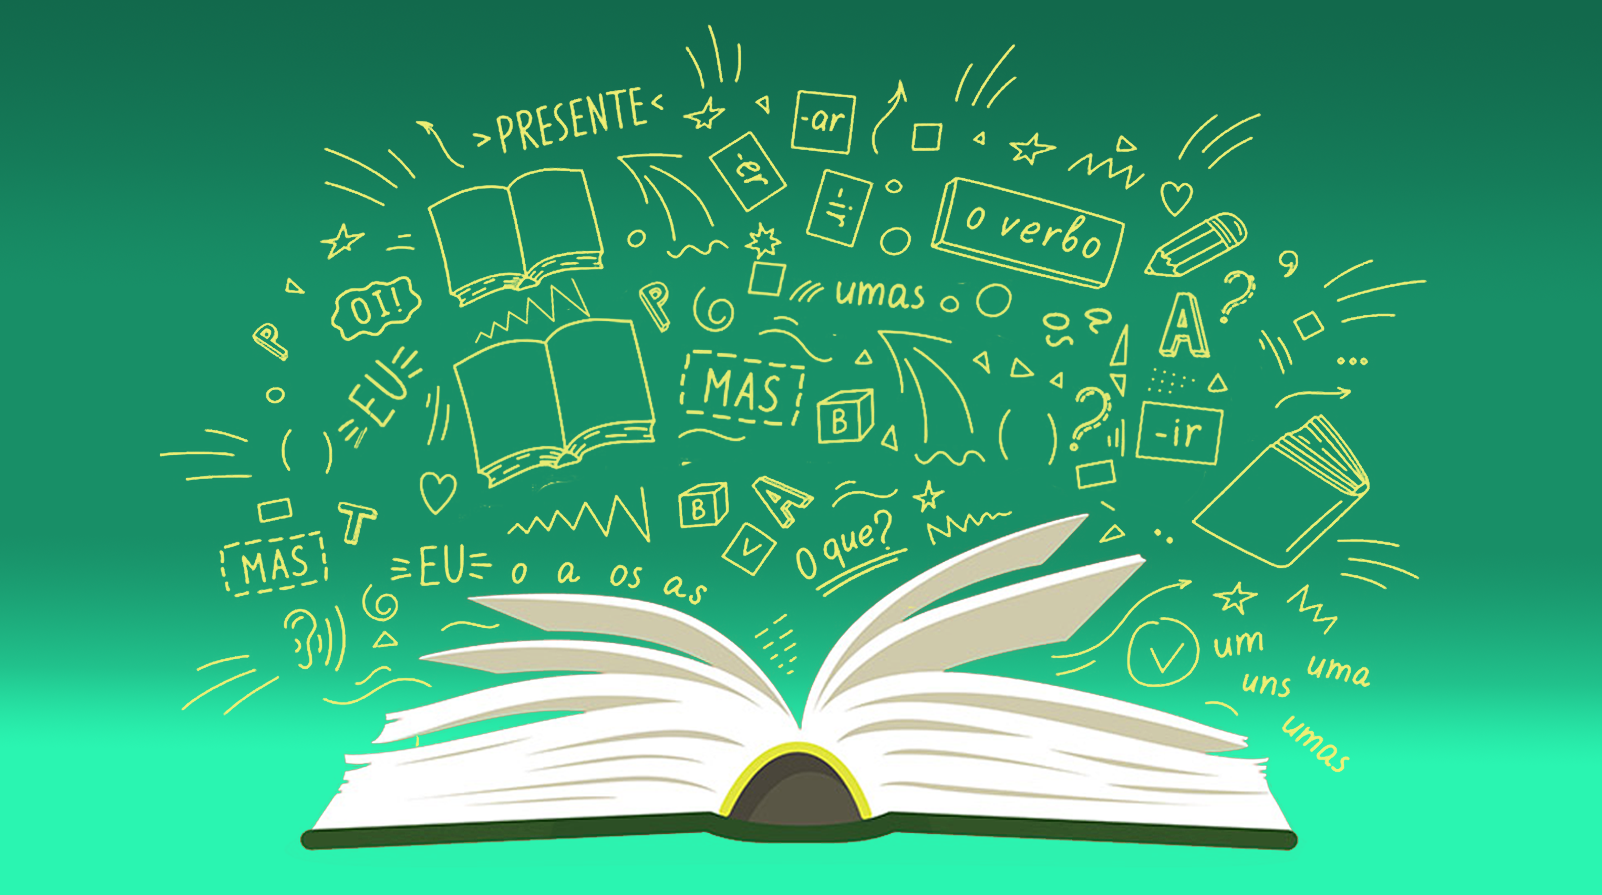 >PRESENTE<
-ar
-er
-ir
o verbo
OI!
P
P
umas
A
?
EU
MAS
B
?
-ir
T
B
A
V
O que?
MAS
EU
o a os as
um
uma
uns
umas